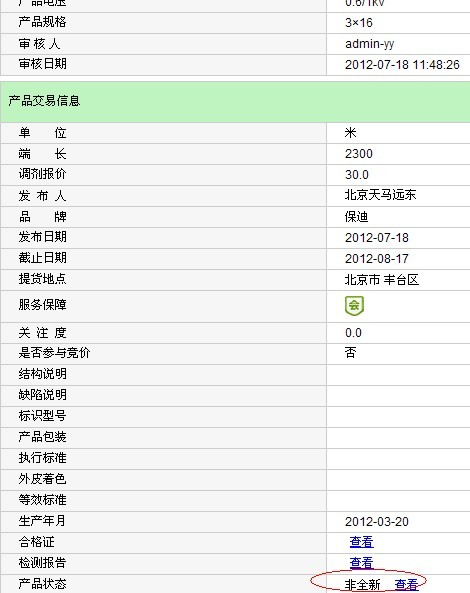 产品电压 0.6/1kv
产品规格 3×16
审 核 人 admin-yy
审核日期 2012-07-18 11:48:26
产品交易信息
单 位 米
端 长 2300
调剂报价 30.0
发 布 人 北京天马远东
品 牌 保迪
发布日期 2012-07-18
截止日期 2012-08-17
提货地点 北京市 丰台区
服务保障 会
关 注 度 0.0
是否参与竞价 否
结构说明
缺陷说明
标识型号
产品包装
执行标准
外皮着色
等效标准
生产年月 2012-03-20
合格证 查看
检测报告 查看
产品状态 非全新 查看